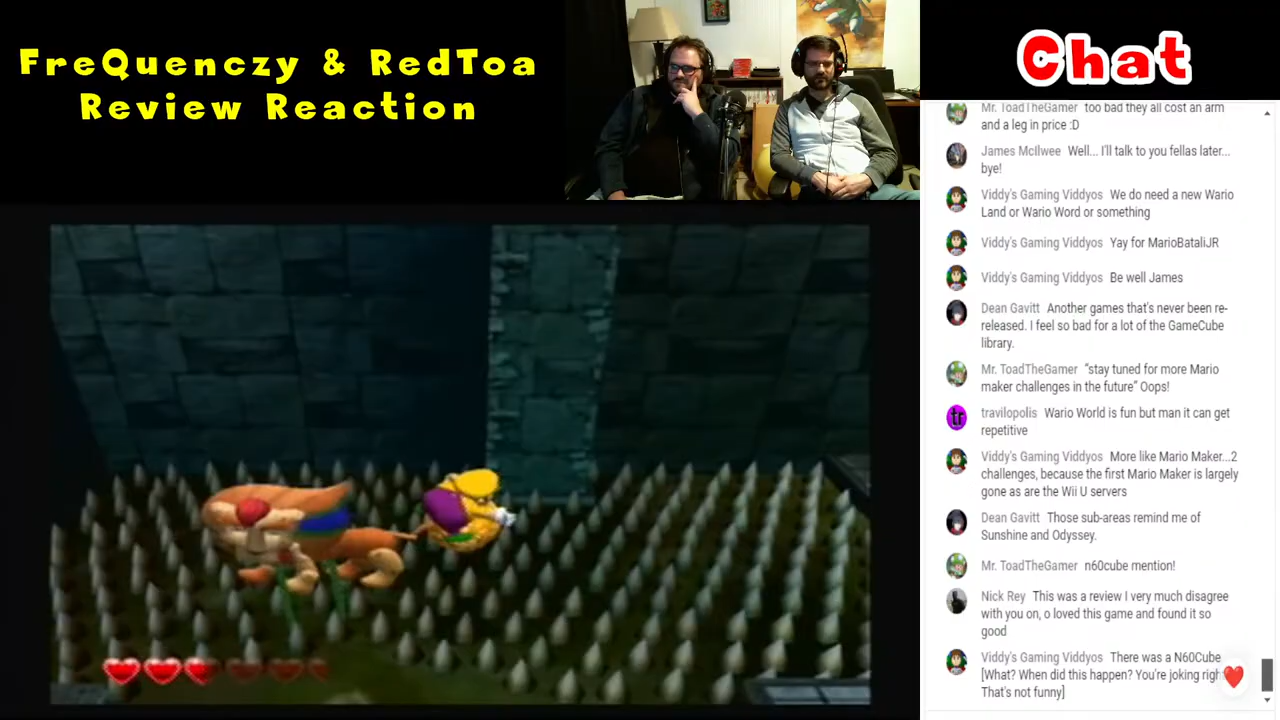 FreQuenczy & RedToa
Review Reaction
Chat
Mr. ToadTheGamer too bad they all cost an arm
and a leg in price :D
James McIlwee Well... I'll talk to you fellas later...
bye!
Viddy's Gaming Viddyos We do need a new Wario
Land or Wario Word or something
Viddy's Gaming Viddyos Yay for MarioBataliJR
Viddy's Gaming Viddyos Be well James
Dean Gavitt Another games that's never been re-
released. I feel so bad for a lot of the GameCube
library.
Mr. ToadTheGamer "stay tuned for more Mario
maker challenges in the future" Oops!
tr
travilopolis Wario World is fun but man it can get
repetitive
Viddy's Gaming Viddyos More like Mario Maker...2
challenges, because the first Mario Maker is largely
gone as are the Wii U servers
Dean Gavitt Those sub-areas remind me of
Sunshine and Odyssey.
Mr. ToadTheGamer n60cube mention!
Nick Rey This was a review I very much disagree
with you on, o loved this game and found it so
good
Viddy's Gaming Viddyos There was a N60Cube
[What? When did this happen? You're joking
That's not funny]